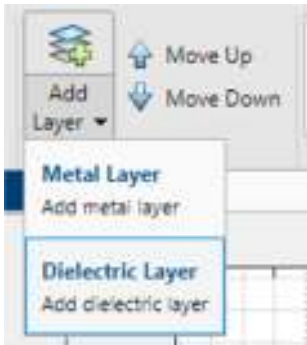 Add
Layer
Move Up
Move Down
Metal Layer
Add metal layer
Dielectric Layer
Add dielectric layer